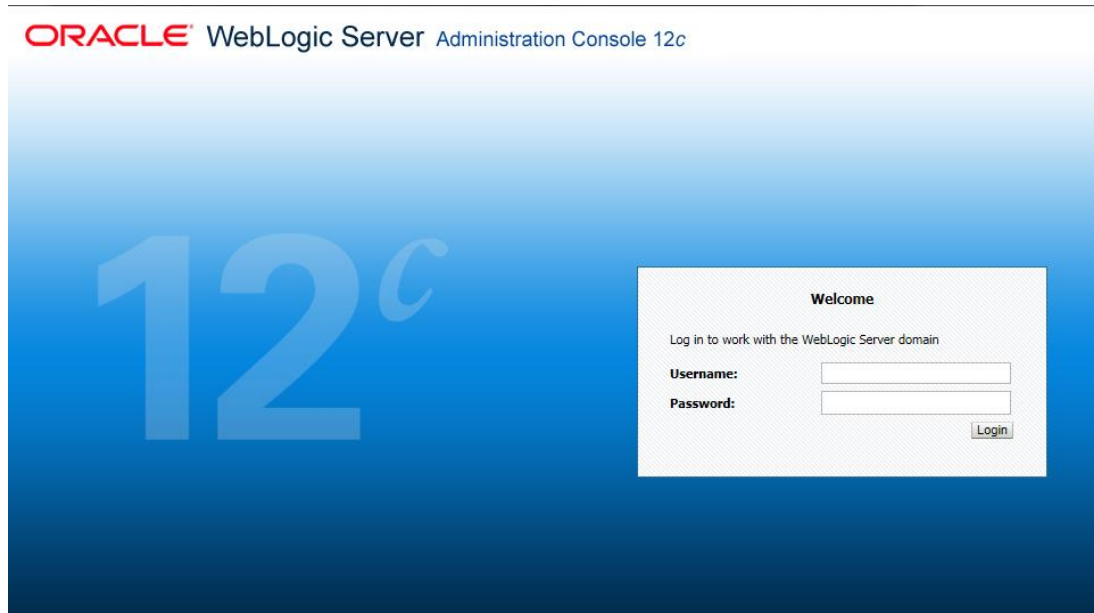 ORACLE WebLogic Server Administration Console 12c
12c
Welcome
Log in to work with the WebLogic Server domain
Username:
Password:
Login